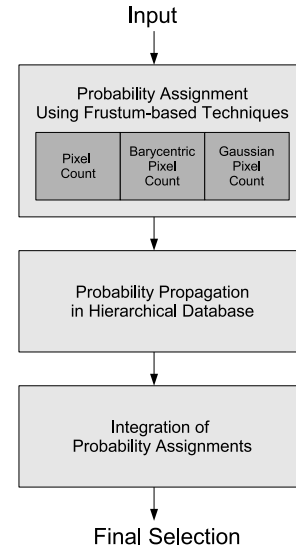 Input
Probability Assignment
Using Frustum-based Techniques
Pixel
Count
Barycentric
Pixel
Count
Gaussian
Pixel
Count
Probability Propagation
in Hierarchical Database
Integration of
Probability Assignments
Final Selection